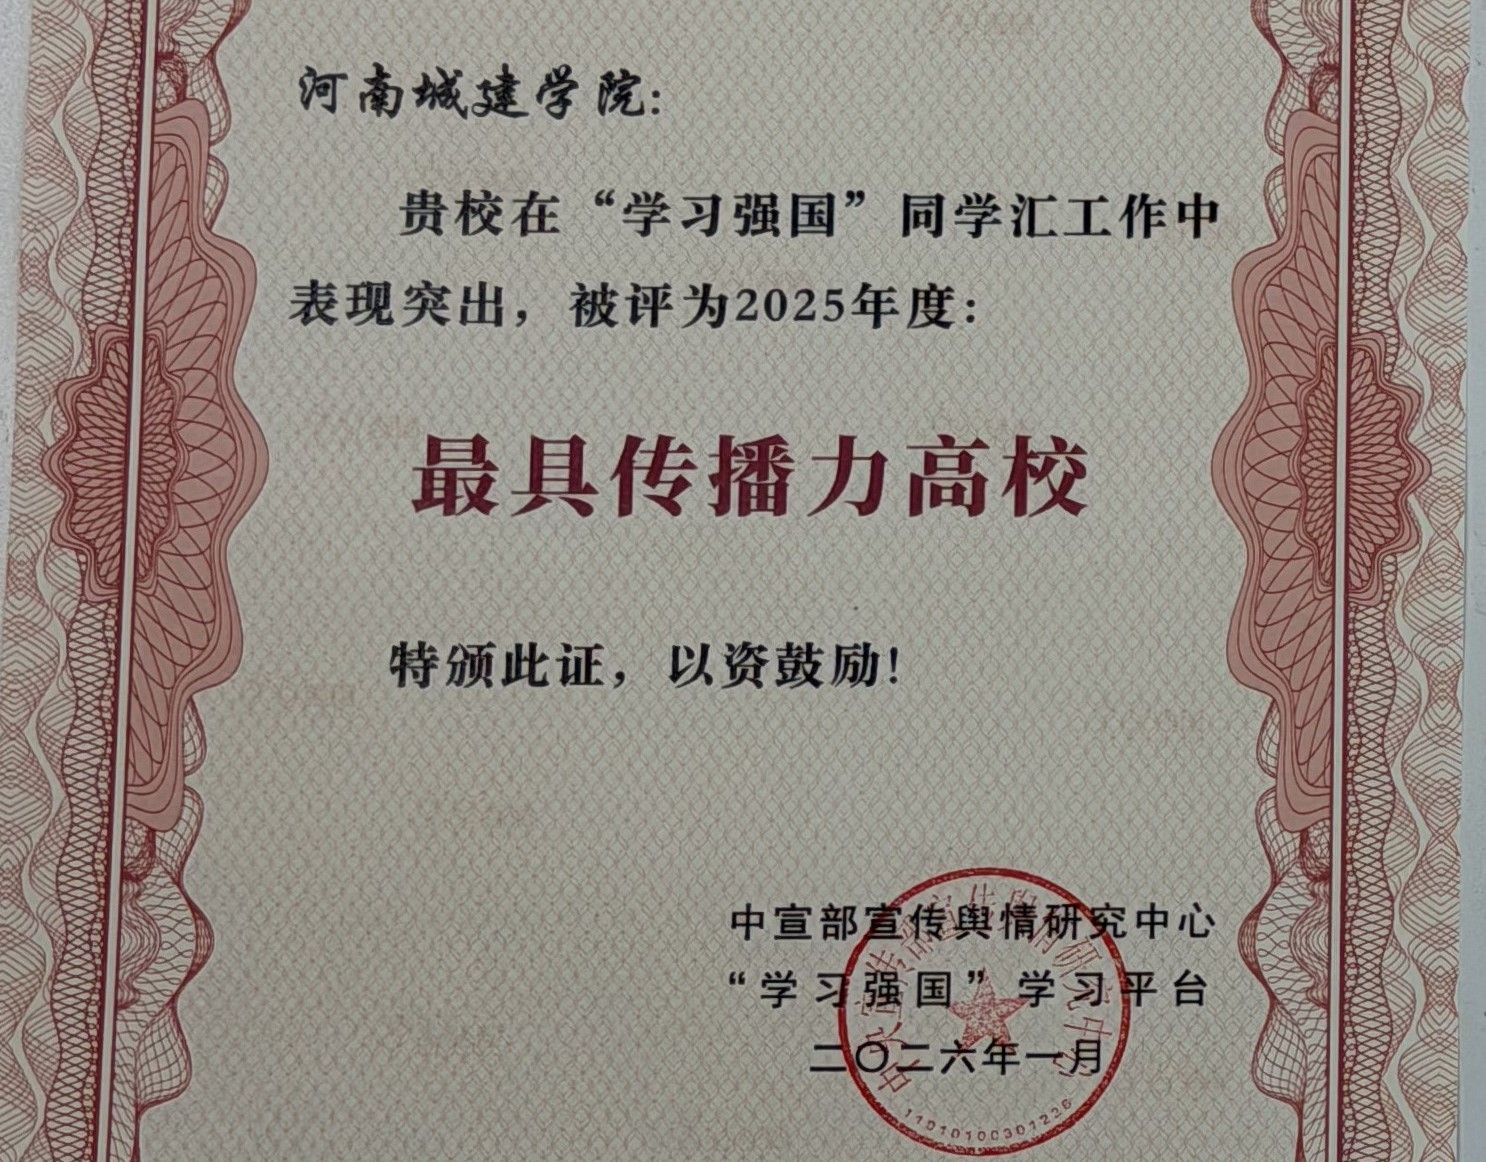 河南城建学院:
贵校在“学习强国”同学汇工作中
表现突出，被评为2025年度:
最具传播力高校
特颁此证，以资鼓励!
中宣部宣传舆情研究中心
“学习强国”学习平台
二〇二六年一月
1101010030122​6